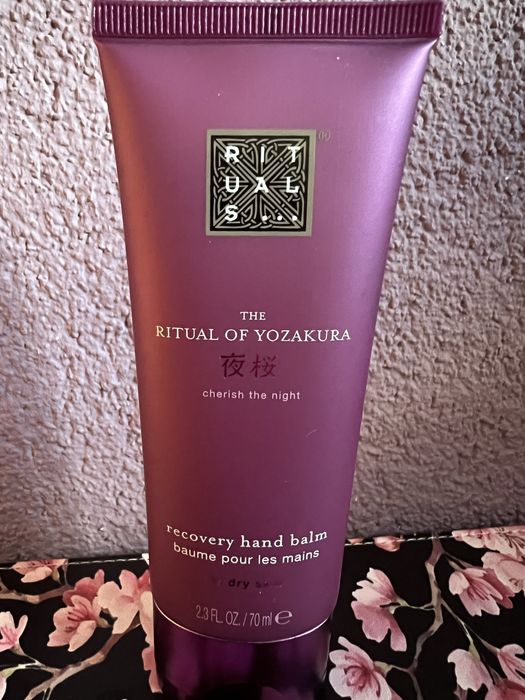 RIT
UAL
S...
THE
RITUAL OF YOZAKURA
夜桜
cherish the night
recovery hand balm
baume pour les mains
dry
2.3 FL. OZ. / 70 ml ℮